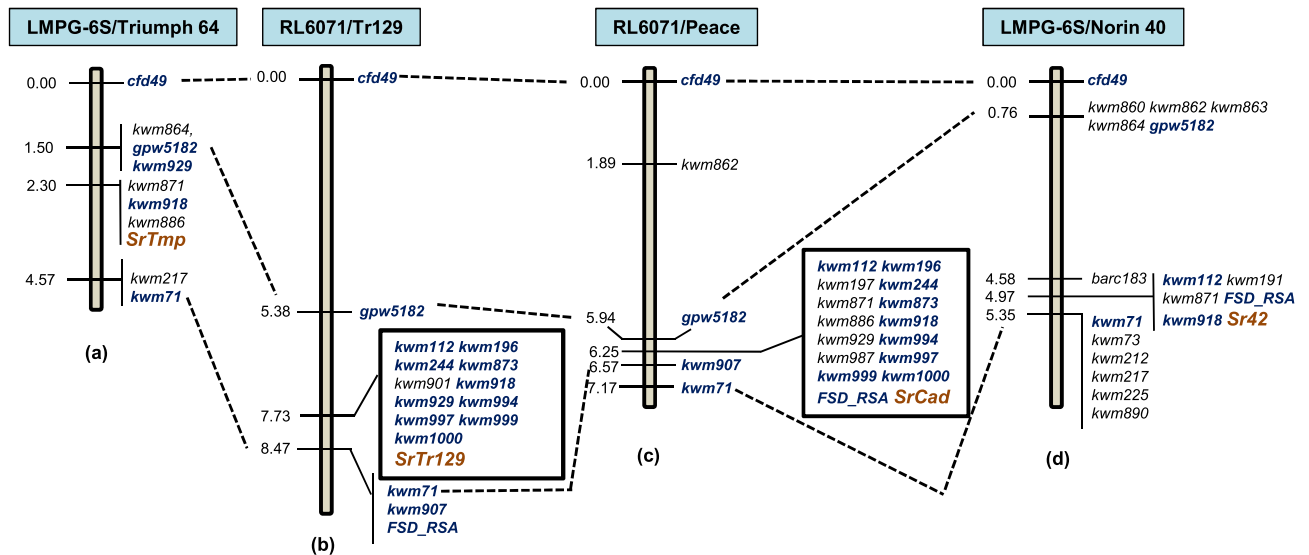 LMPG-6S/Triumph 64
RL6071/Tr129
RL6071/Peace
LMPG-6S/Norin 40
0.00 cfd49
1.50
kwm864,
gpw5182
kwm929
2.30
kwm871
kwm918
kwm886
SrTmp
4.57
kwm217
kwm71
(a)
0.00 cfd49
5.38 gpw5182
7.73
kwm112 kwm196
kwm244 kwm873
kwm901 kwm918
kwm929 kwm994
kwm997 kwm999
kwm1000
SrTr129
8.47
kwm71
kwm907
FSD_RSA
(b)
0.00 cfd49
1.89 kwm862
5.94 gpw5182
6.25
kwm112 kwm196
kwm197 kwm244
kwm871 kwm873
kwm886 kwm918
kwm929 kwm994
kwm987 kwm997
kwm999 kwm1000
FSD_RSA SrCad
6.57 kwm907
7.17 kwm71
(c)
0.00 cfd49
0.76
kwm860 kwm862 kwm863
kwm864 gpw5182
4.58 barc183
4.97
kwm112 kwm191
kwm871 FSD_RSA
kwm918 Sr42
5.35
kwm71
kwm73
kwm212
kwm217
kwm225
kwm890
(d)